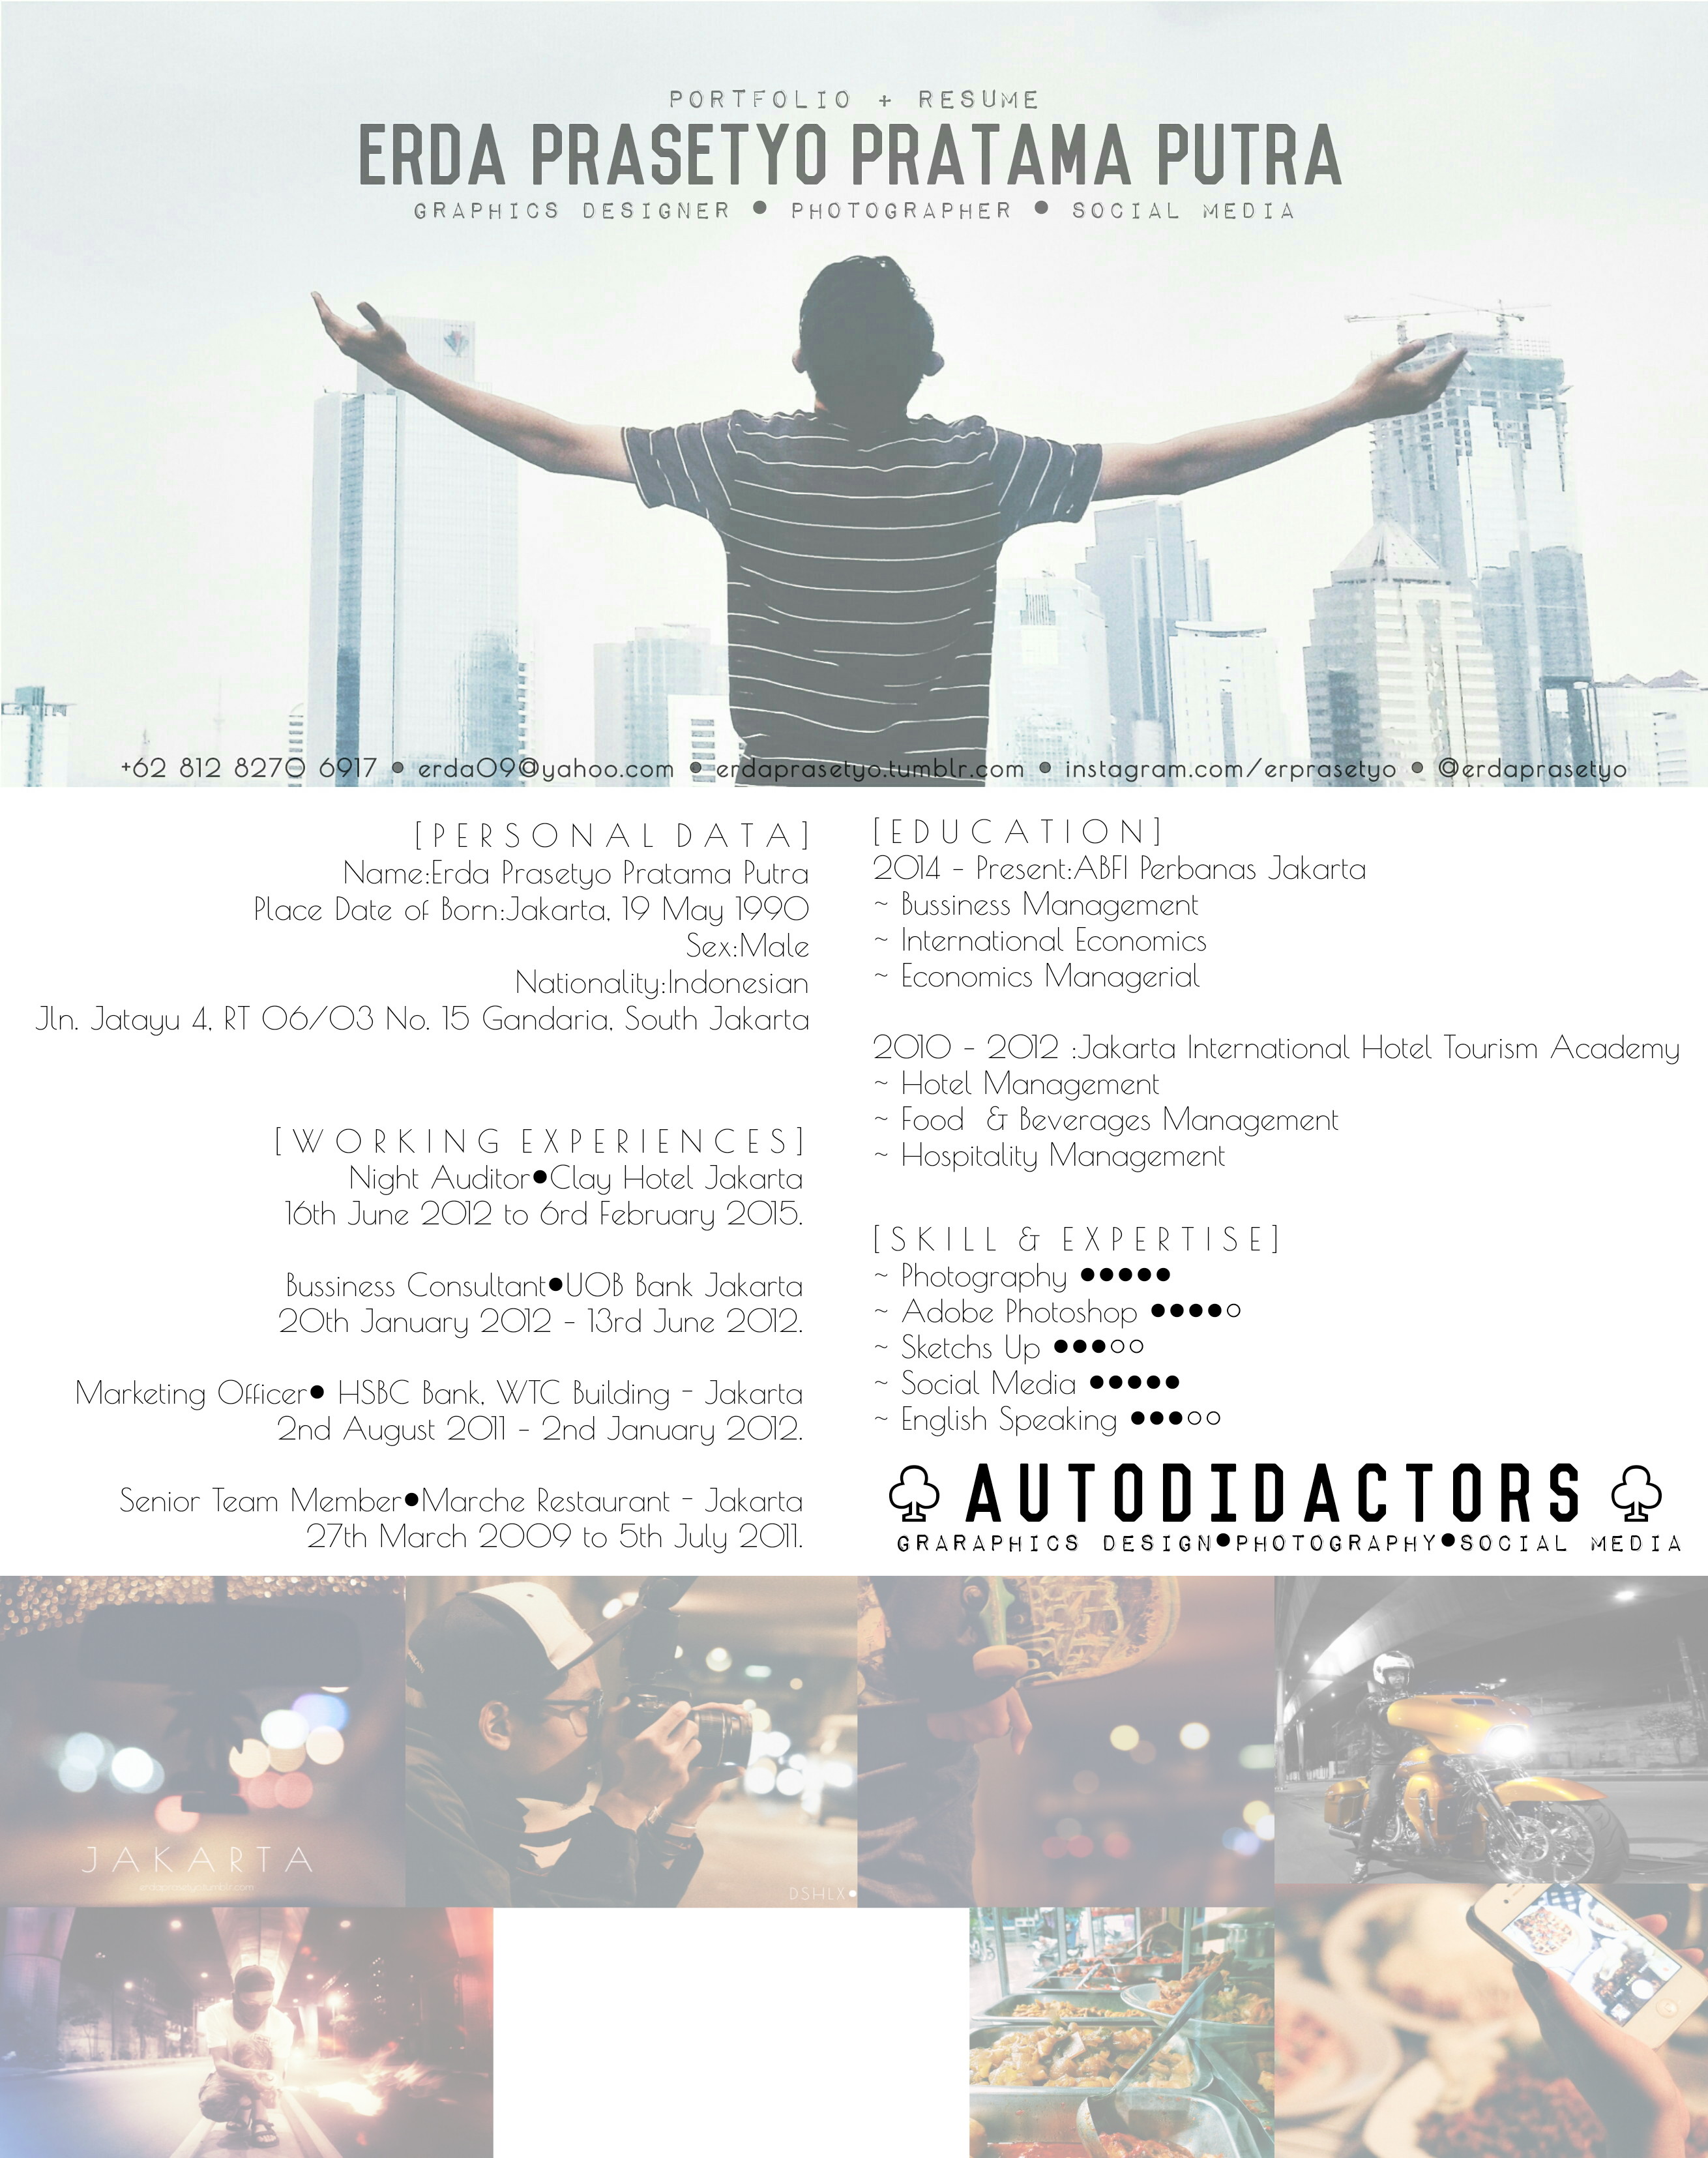 PORTFOLIO + RESUME
ERDA PRASETYO PRATAMA PUTRA
GRAPHICS DESIGNER ● PHOTOGRAPHER ● SOCIAL MEDIA
+62 812 8270 6917 ● erda09@yahoo.com ● erdaprasetyo.tumblr.com ● instagram.com/erprasetyo ● @erdaprasetyo
[PERSONAL DATA]
Name:Erda Prasetyo Pratama Putra
Place Date of Born:Jakarta, 19 May 1990
Sex:Male
Nationality:Indonesian
Jln. Jatayu 4, RT 06/03 No. 15 Gandaria, South Jakarta
[WORKING EXPERIENCES]
Night Auditor●Clay Hotel Jakarta
16th June 2012 to 6rd February 2015.
Bussiness Consultant●UOB Bank Jakarta
20th January 2012 – 13rd June 2012.
Marketing Officer● HSBC Bank, WTC Building - Jakarta
2nd August 2011 – 2nd January 2012.
Senior Team Member●Marche Restaurant - Jakarta
27th March 2009 to 5th July 2011.
[EDUCATION]
2014 – Present:ABFI Perbanas Jakarta
~ Bussiness Management
~ International Economics
~ Economics Managerial
2010 – 2012 :Jakarta International Hotel Tourism Academy
~ Hotel Management
~ Food & Beverages Management
~ Hospitality Management
[SKILL & EXPERTISE]
~ Photography ●●●●●
~ Adobe Photoshop ●●●●○
~ Sketchs Up ●●●○○
~ Social Media ●●●●●
~ English Speaking ●●●○○
♧ AUTODIDACTORS ♧
GRARAPHICS DESIGN●PHOTOGRAPHY●SOCIAL MEDIA
JAKARTA
erdaprasetyo.tumblr.com
DSHLX●